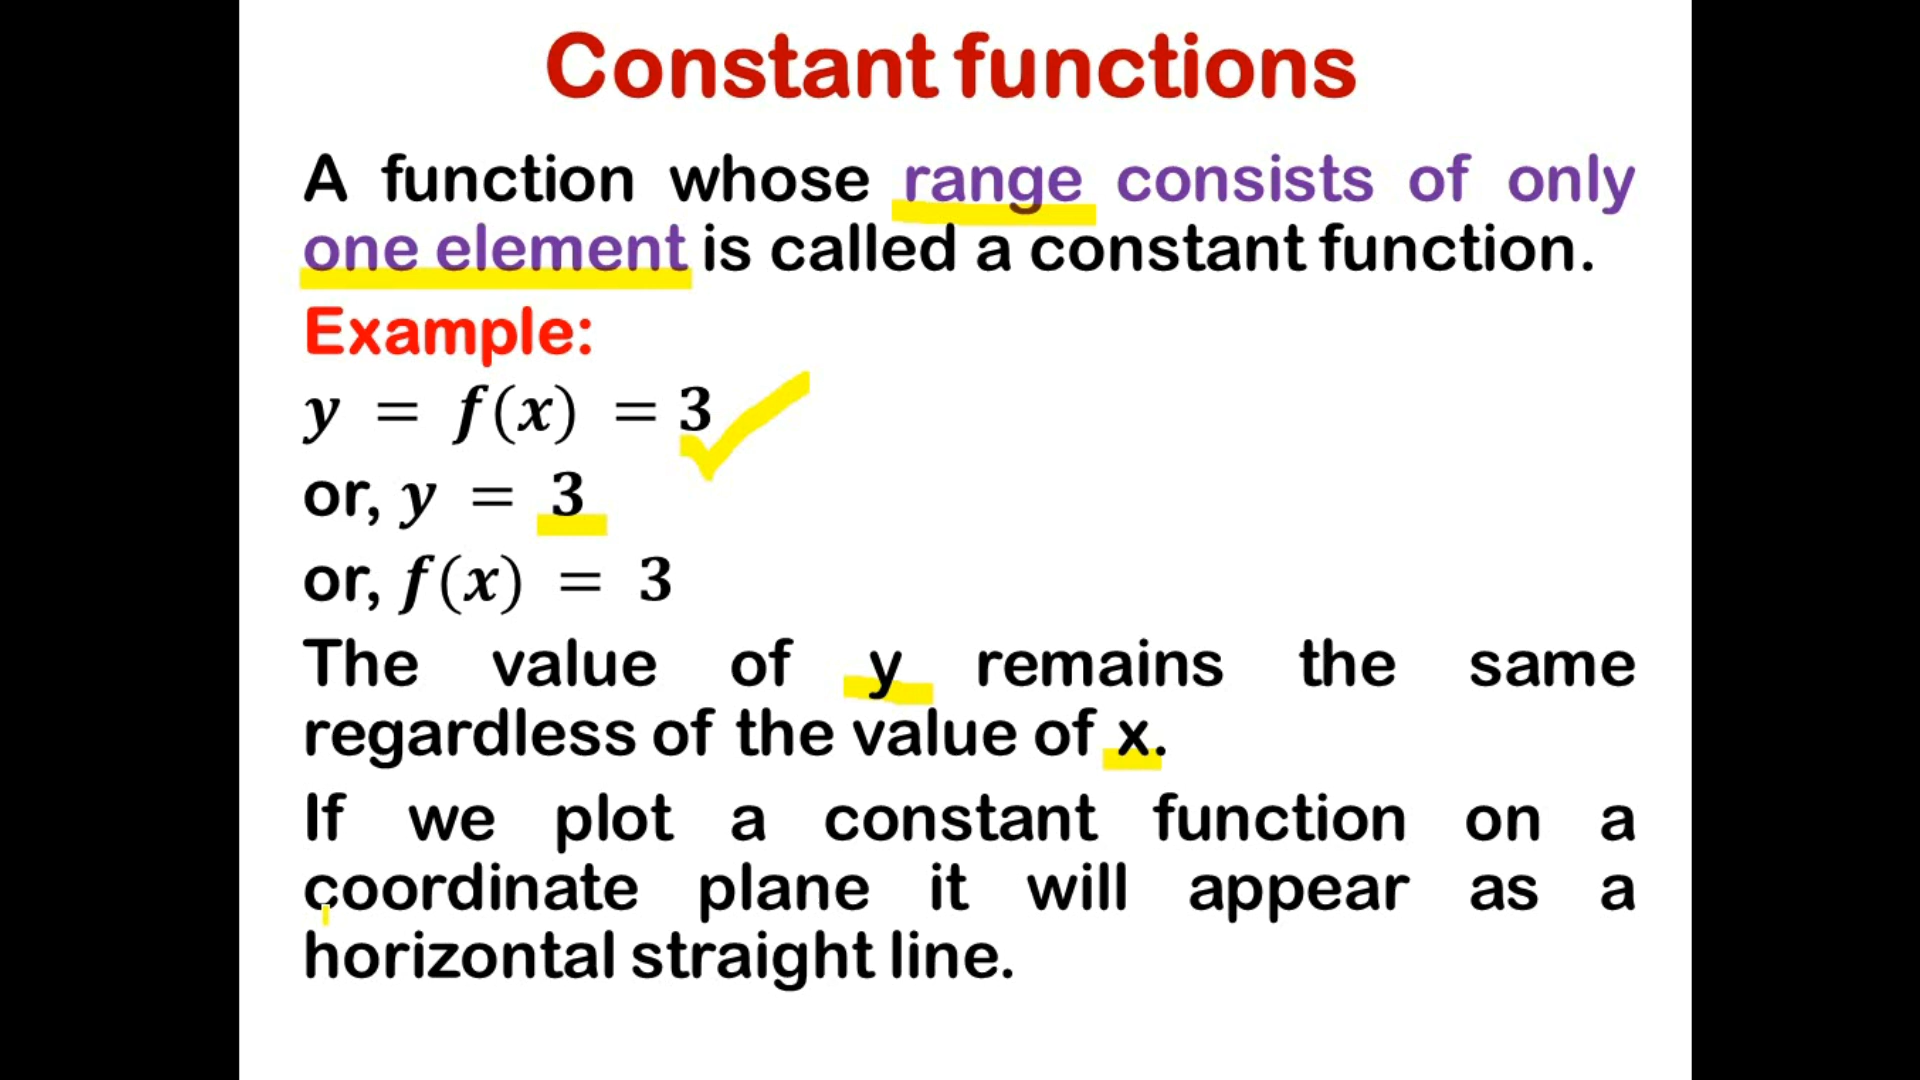 Constant functions
A function whose range consists of only
one element is called a constant function.
Example:
y = f(x) = 3
or, y = 3
or, f(x) = 3
The value of y remains the same
regardless of the value of x.
If we plot a constant function on a
coordinate plane it will appear as a
horizontal straight line.